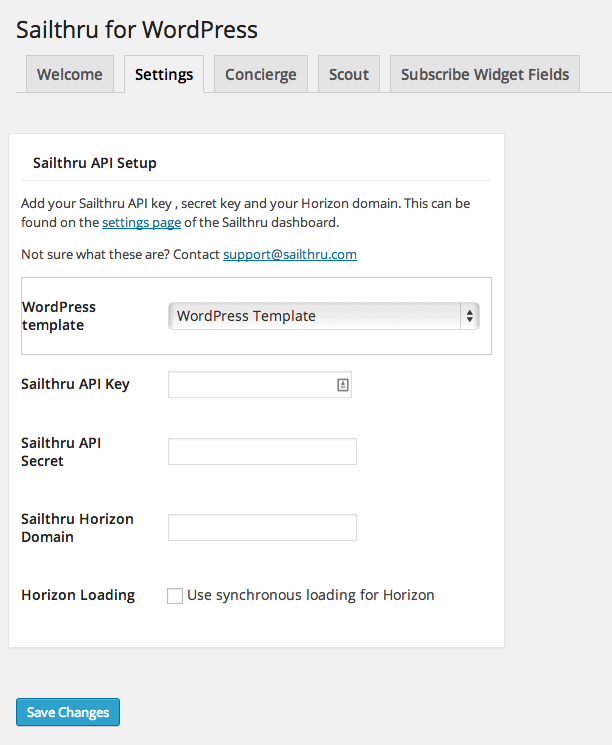 Sailthru for WordPress
Welcome
Settings
Concierge
Scout
Subscribe Widget Fields
Sailthru API Setup
Add your Sailthru API key , secret key and your Horizon domain. This can be
found on the settings page of the Sailthru dashboard.
Not sure what these are? Contact support@sailthru.com
WordPress
template
WordPress Template
Sailthru API Key
Sailthru API
Secret
Sailthru Horizon
Domain
Horizon Loading
Use synchronous loading for Horizon
Save Changes